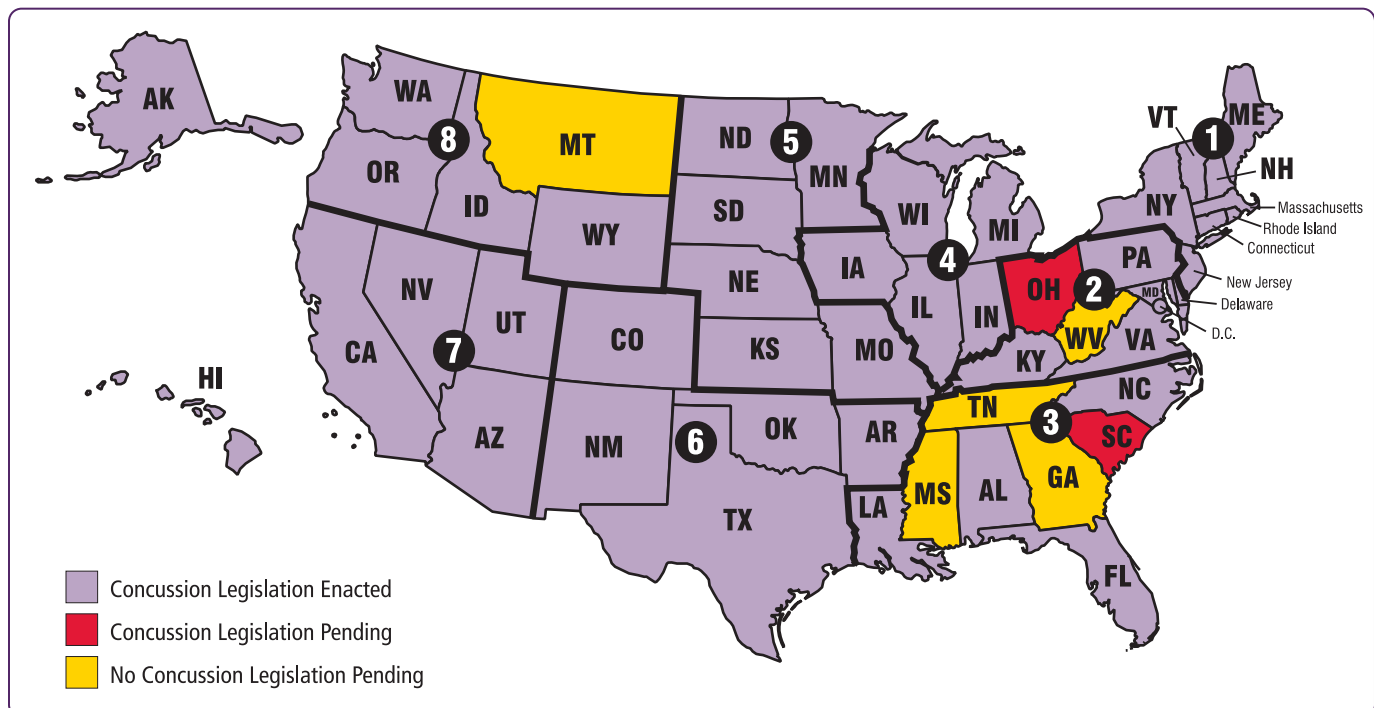 AK
WA
MT
ND
MN
VT
1
ME
8
5
OR
ID
WY
SD
WI
MI
NY
NH
Massachusetts
Rhode Island
Connecticut
NV
UT
CO
NE
IA
4
IL
IN
OH
PA
2
MD
New Jersey
Delaware
D.C.
CA
7
KS
MO
KY
WV
VA
HI
AZ
NM
6
OK
AR
TN
3
NC
SC
TX
LA
MS
AL
GA
FL
Concussion Legislation Enacted
Concussion Legislation Pending
No Concussion Legislation Pending